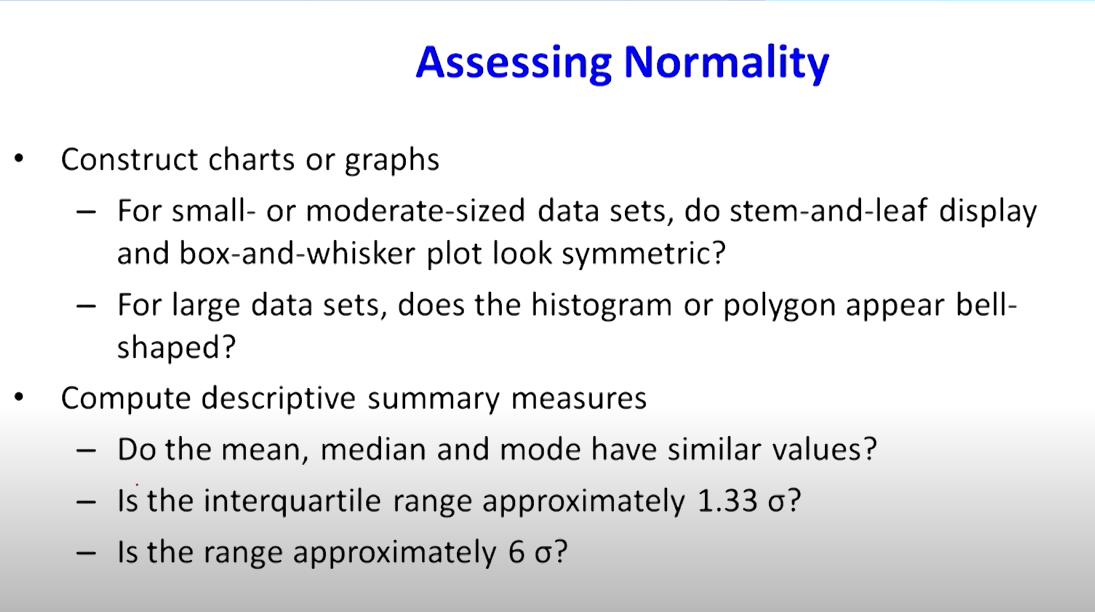 Assessing Normality
• Construct charts or graphs
– For small- or moderate-sized data sets, do stem-and-leaf display
and box-and-whisker plot look symmetric?
– For large data sets, does the histogram or polygon appear bell-
shaped?
• Compute descriptive summary measures
– Do the mean, median and mode have similar values?
– Is the interquartile range approximately 1.33 σ?
– Is the range approximately 6 σ?